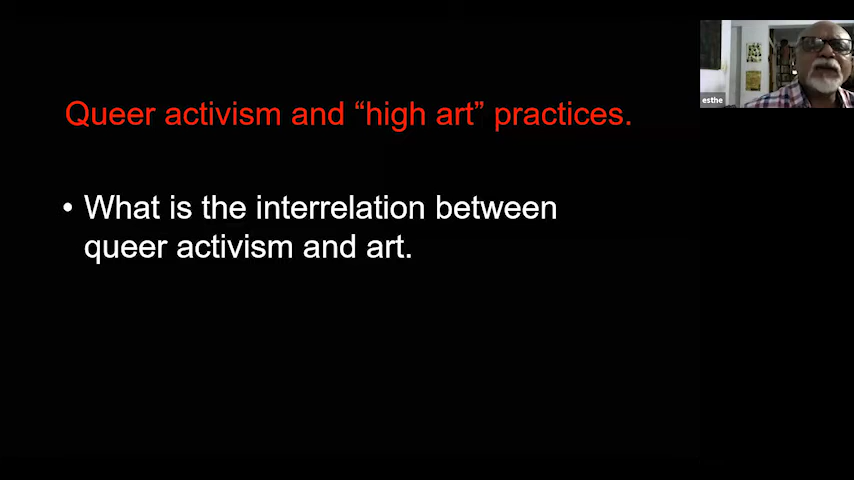 Queer activism and “high art” practices.
• What is the interrelation between
queer activism and art.
esthe